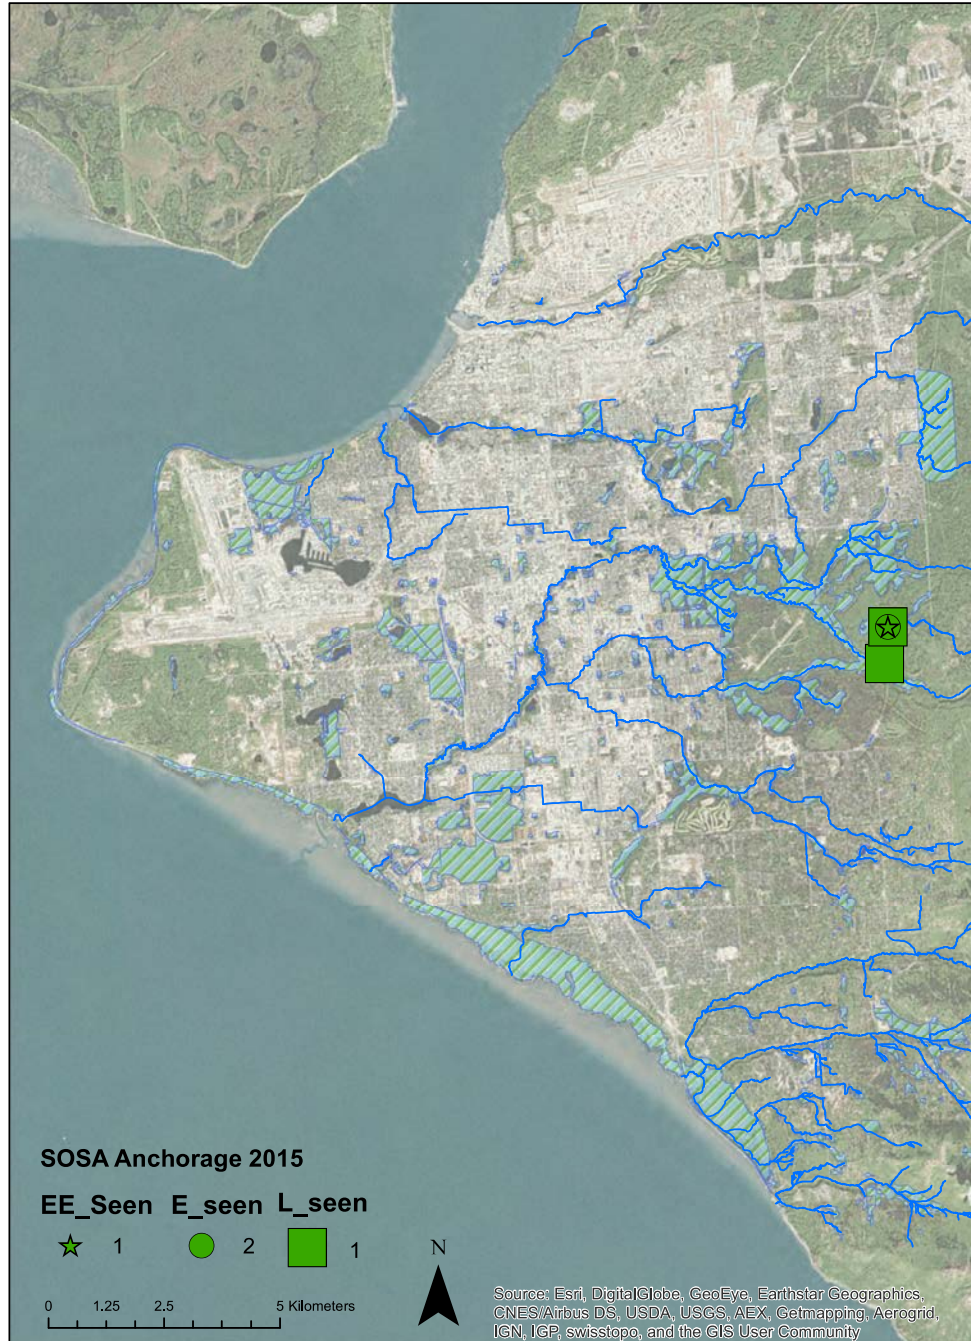 SOSA Anchorage 2015
EE_Seen E_seen L_seen
1 2 1
N
0 1.25 2.5 5 Kilometers
Source: Esri, DigitalGlobe, GeoEye, Earthstar Geographics,
CNES/Airbus DS, USDA, USGS, AEX, Getmapping, Aerogrid,
IGN, IGP, swisstopo, and the GIS User Community